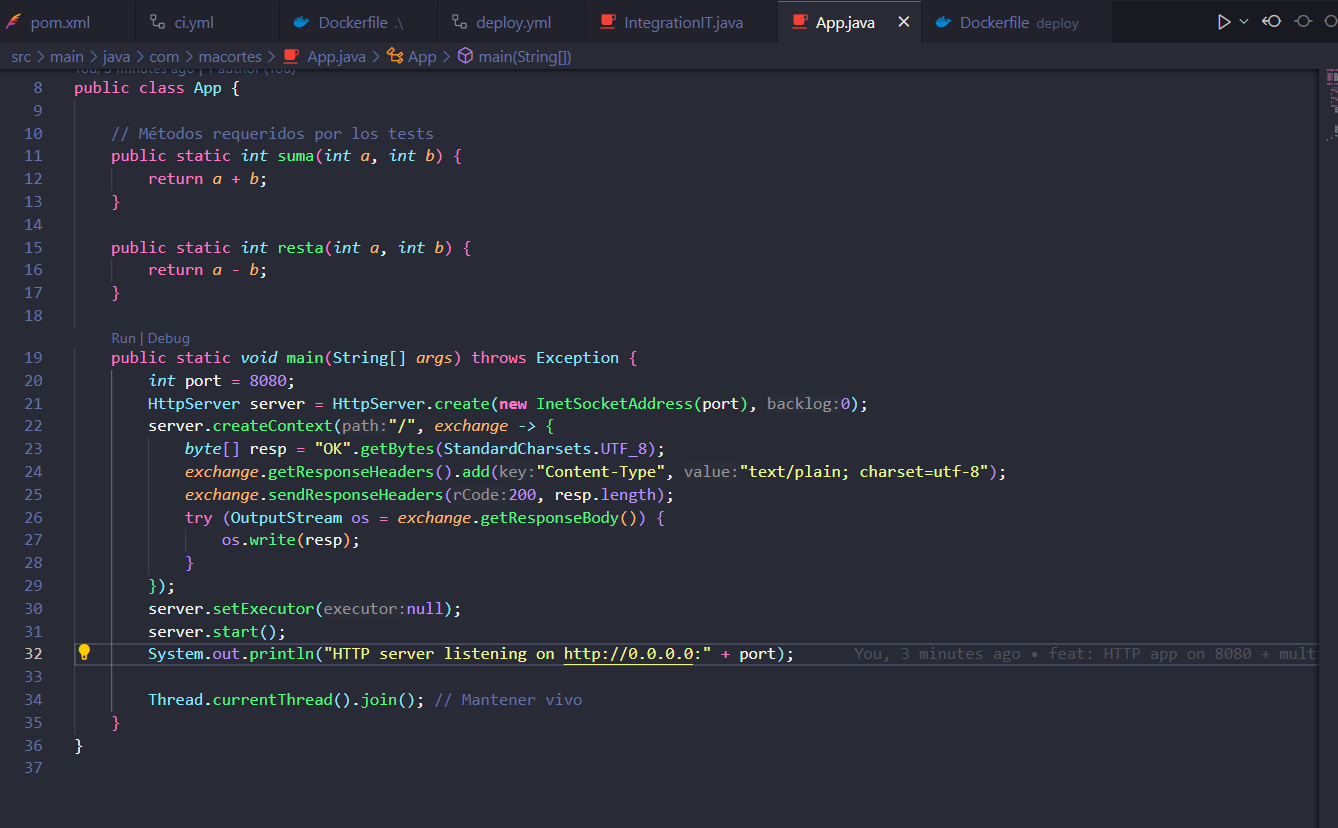 pom.xml ci.yml Dockerfile .\ deploy.yml IntegrationIT.java App.java Dockerfile deploy
src > main > java > com > macortes > App.java > App > main(String[])
You, 3 minutes ago | 1 author (You)
8 public class App {
9
10 // Métodos requeridos por los tests
11 public static int suma(int a, int b) {
12 return a + b;
13 }
14
15 public static int resta(int a, int b) {
16 return a - b;
17 }
18
Run | Debug
19 public static void main(String[] args) throws Exception {
20 int port = 8080;
21 HttpServer server = HttpServer.create(new InetSocketAddress(port), backlog:0);
22 server.createContext(path:"/", exchange -> {
23 byte[] resp = "OK".getBytes(StandardCharsets.UTF_8);
24 exchange.getResponseHeaders().add(key:"Content-Type", value:"text/plain; charset=utf-8");
25 exchange.sendResponseHeaders(rCode:200, resp.length);
26 try (OutputStream os = exchange.getResponseBody()) {
27 os.write(resp);
28 }
29 });
30 server.setExecutor(executor:null);
31 server.start();
32 System.out.println("HTTP server listening on http://0.0.0.0:" + port); You, 3 minutes ago • feat: HTTP app on 8080 + mult
33
34 Thread.currentThread().join(); // Mantener vivo
35 }
36 }
37